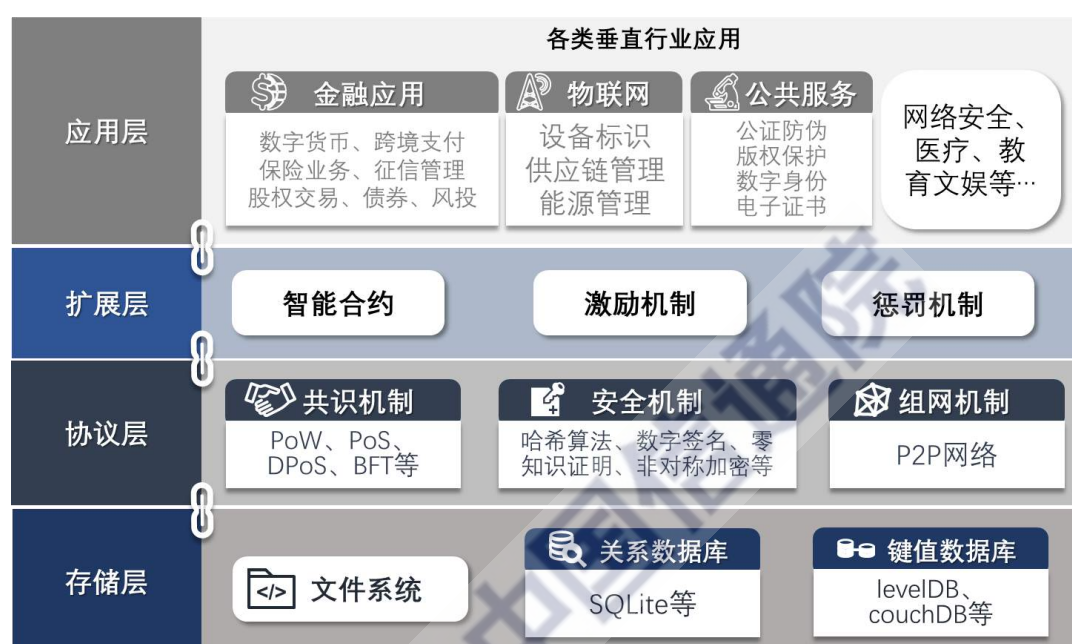 各类垂直行业应用
应用层
金融应用
数字货币、跨境支付
保险业务、征信管理
股权交易、债券、风投
物联网
设备标识
供应链管理
能源管理
公共服务
公证防伪
版权保护
数字身份
电子证书
网络安全、
医疗、教
育文娱等…
扩展层
智能合约
激励机制
惩罚机制
协议层
共识机制
PoW、PoS、
DPoS、BFT等
安全机制
哈希算法、数字签名、零
知识证明、非对称加密等
组网机制
P2P网络
存储层
</>
文件系统
关系数据库
SQLite等
键值数据库
levelDB、
couchDB等
中国信通院